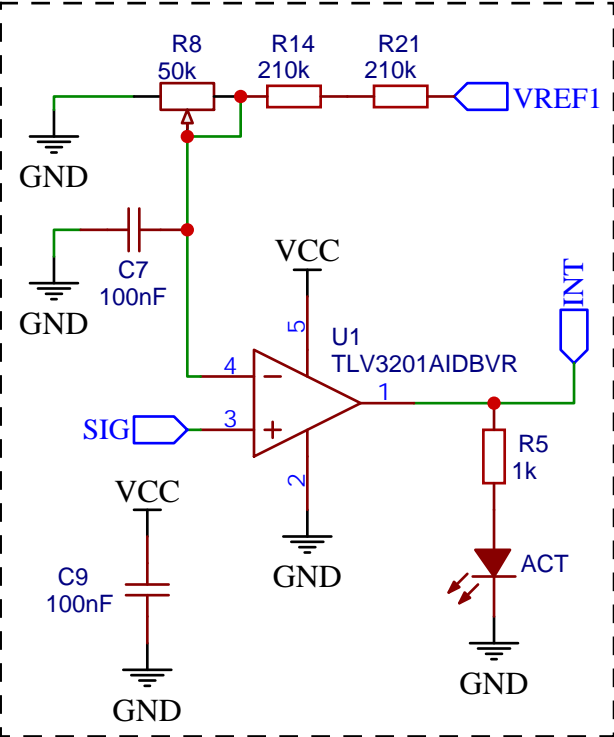 R8
50k
R14
210k
R21
210k
VREF1
GND
C7
100nF
GND
VCC
5
U1
TLV3201AIDBVR
INT
4
1
SIG
3
2
R5
1k
VCC
GND
ACT
C9
100nF
GND
GND